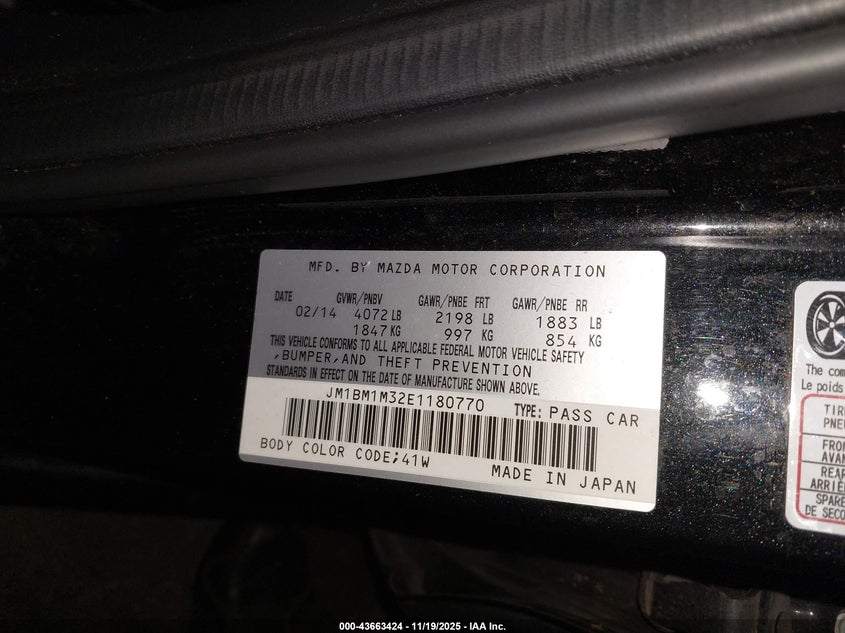 MFD. BY MAZDA MOTOR CORPORATION
DATE GVWR/PNBV GAWR/PNBE FRT GAWR/PNBE RR
02/14 4072 LB 2198 LB 1883 LB
1847 KG 997 KG 854 KG
THIS VEHICLE CONFORMS TO ALL APPLICABLE FEDERAL MOTOR VEHICLE SAFETY
,BUMPER,AND THEFT PREVENTION
STANDARDS IN EFFECT ON THE DATE OF MANUFACTURE SHOWN ABOVE.
JM1BM1M32E1180770 TYPE: PASS CAR
BODY COLOR CODE;41W
MADE IN JAPAN
The com
Le poids
TIR
PNEU
FRON
AVAN
REAR
ARRIÈ
SPARE
DE SECO
000-43663424 - 11/19/2025 - IAA Inc.